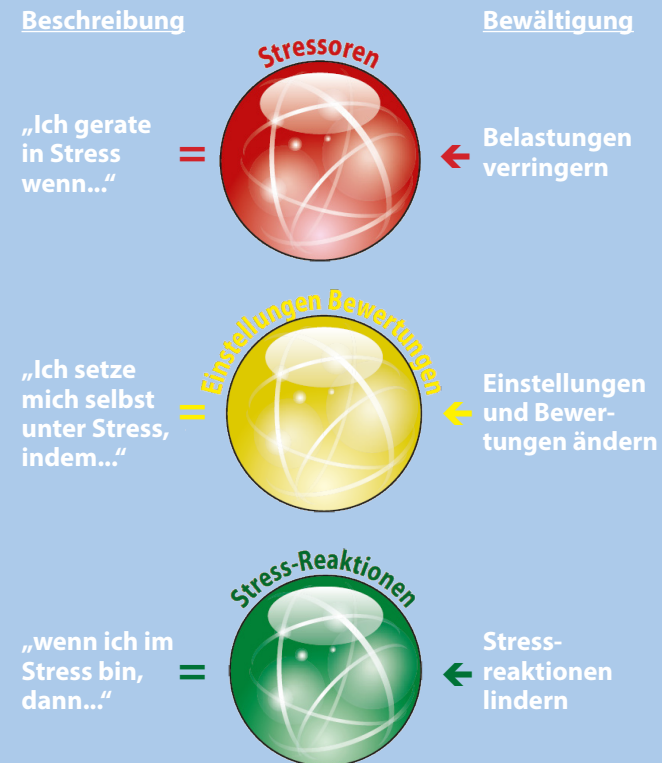 Beschreibung
Bewältigung
Stressoren
„Ich gerate
in Stress
wenn...“
=
Belastungen
verringern
Einstellungen Bewertungen
„Ich setze
mich selbst
unter Stress,
indem...“
=
Einstellungen
und Bewer-
tungen ändern
Stress-Reaktionen
„wenn ich im
Stress bin,
dann...“
=
Stress-
reaktionen
lindern